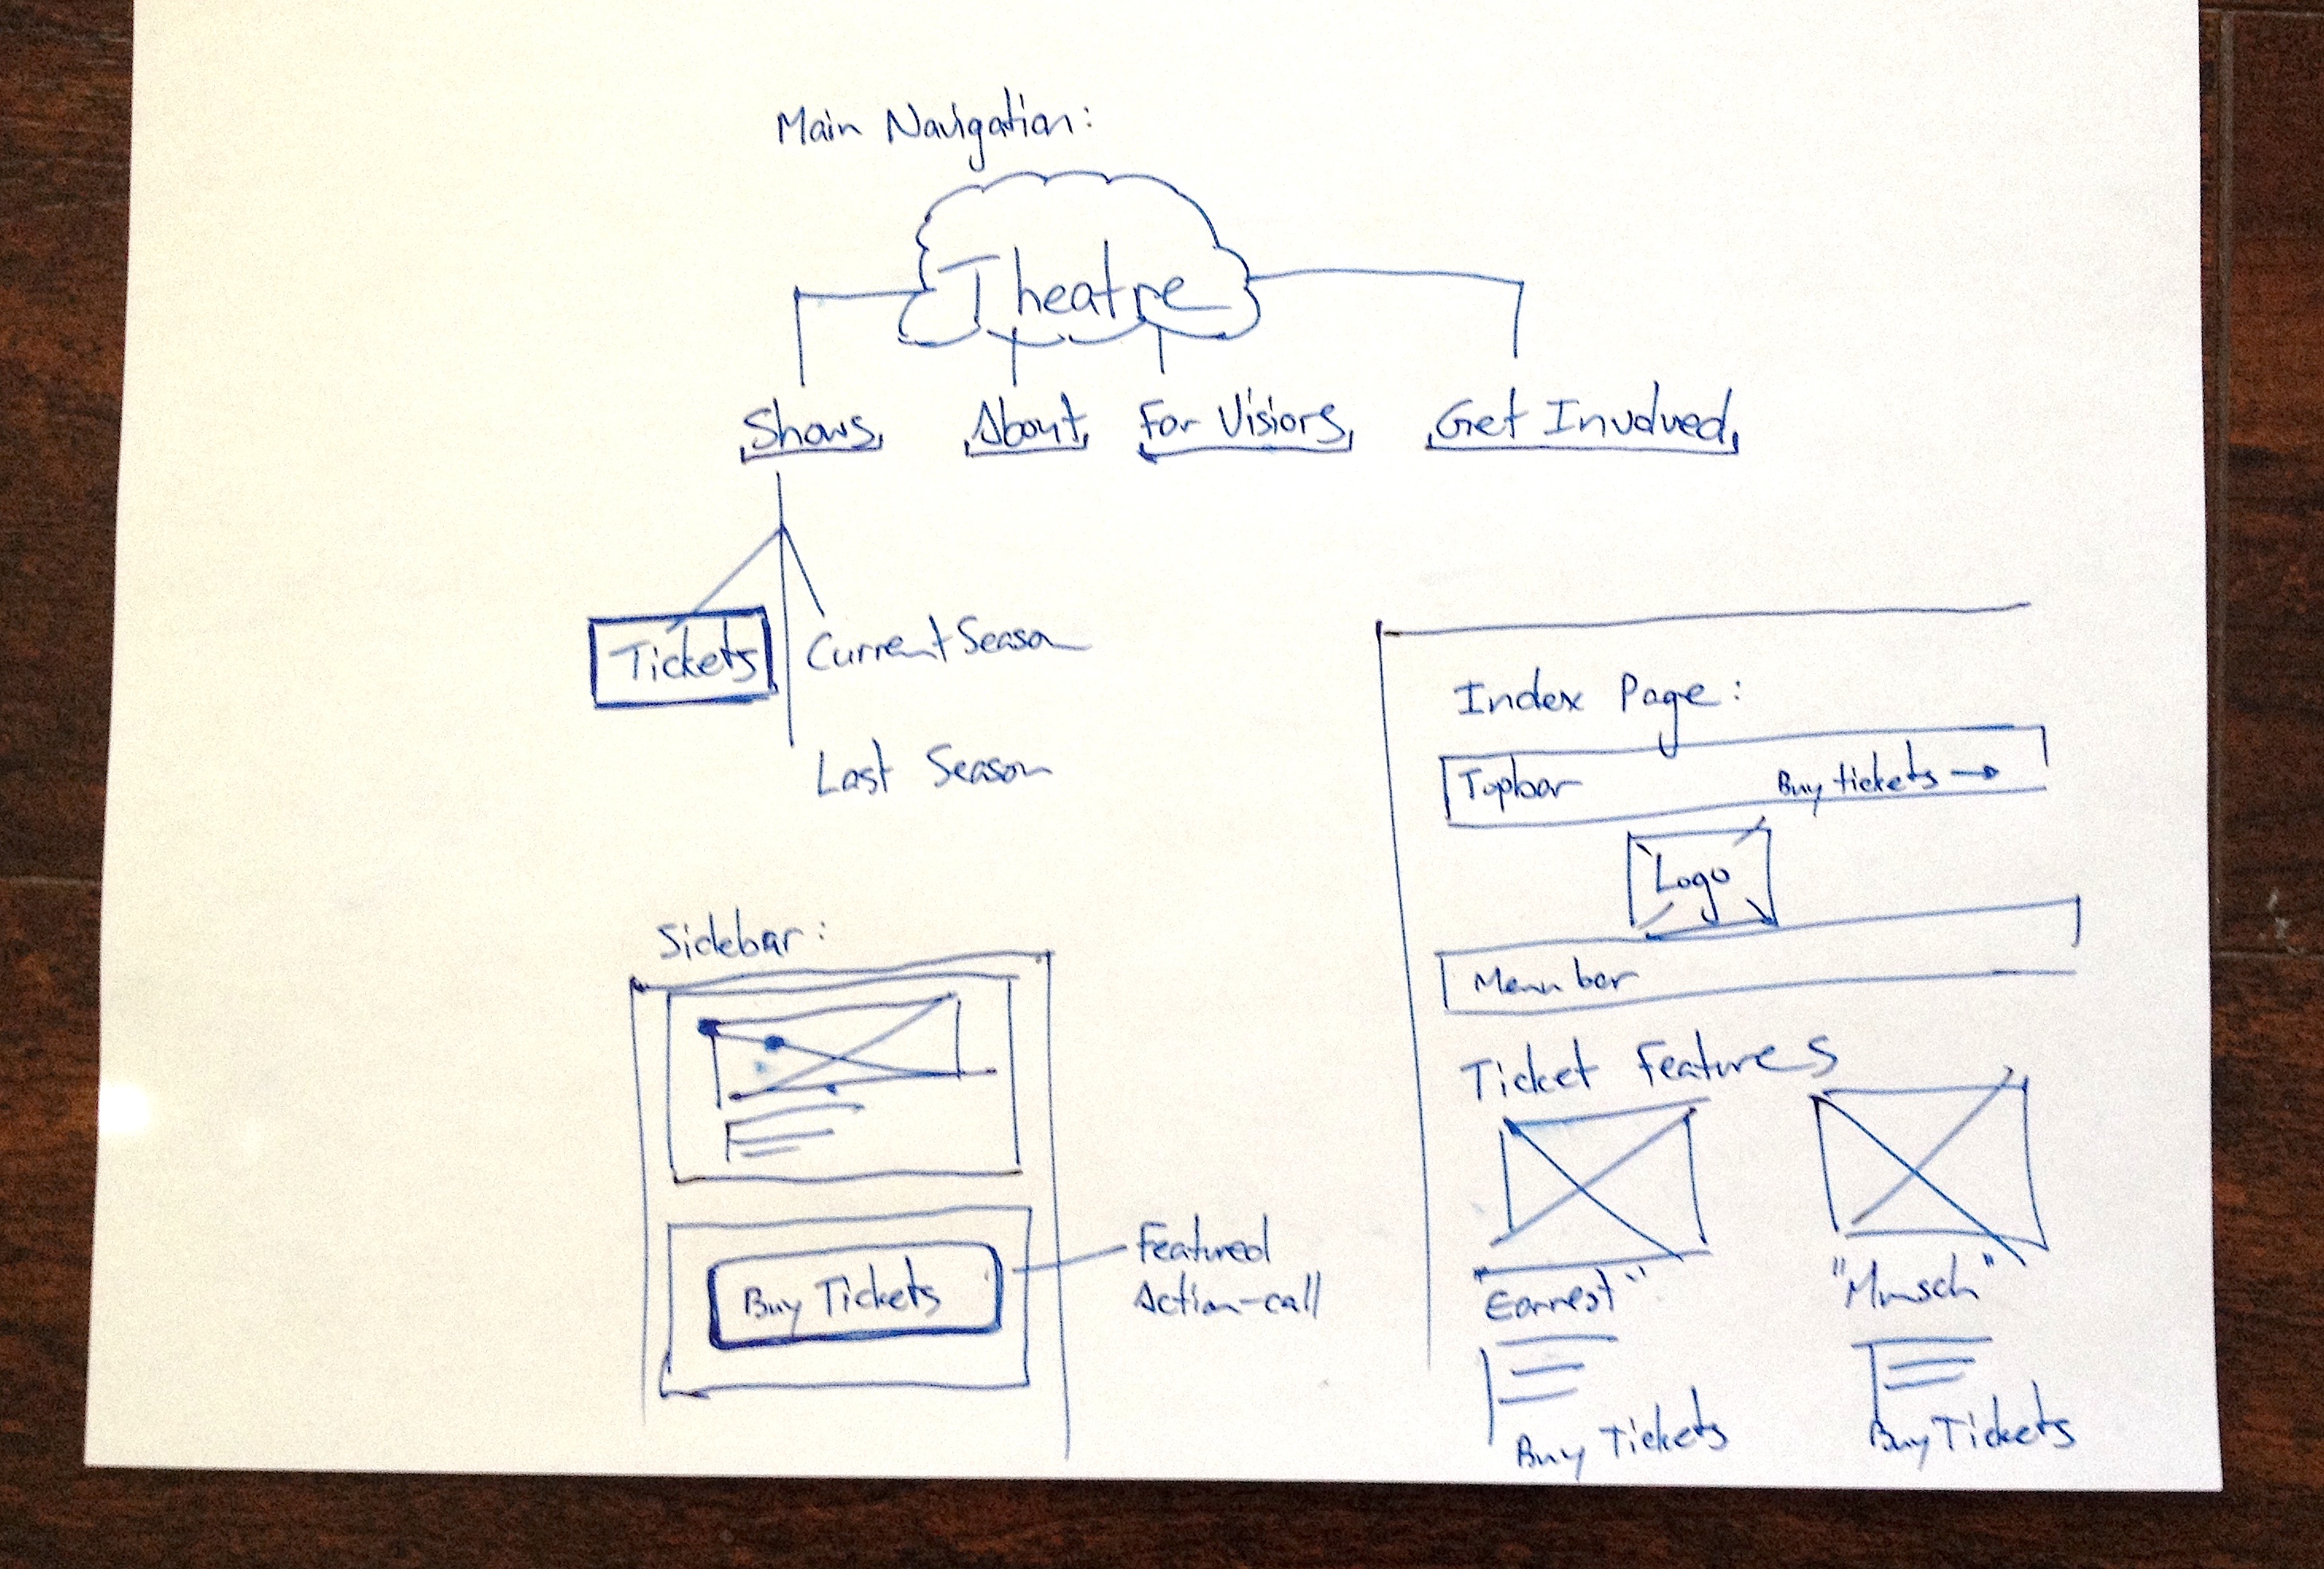 Main Navigation:
Theatre
Shows About For Visiors Get Involved
Tickets Current Season
Last Season
Sidebar:
Buy Tickets
Featured
Action-call
Index Page:
Topbar Buy tickets →
Logo
Menu bar
Ticket Features
Earnest" "Munsch"
Buy Tickets Buy Tickets